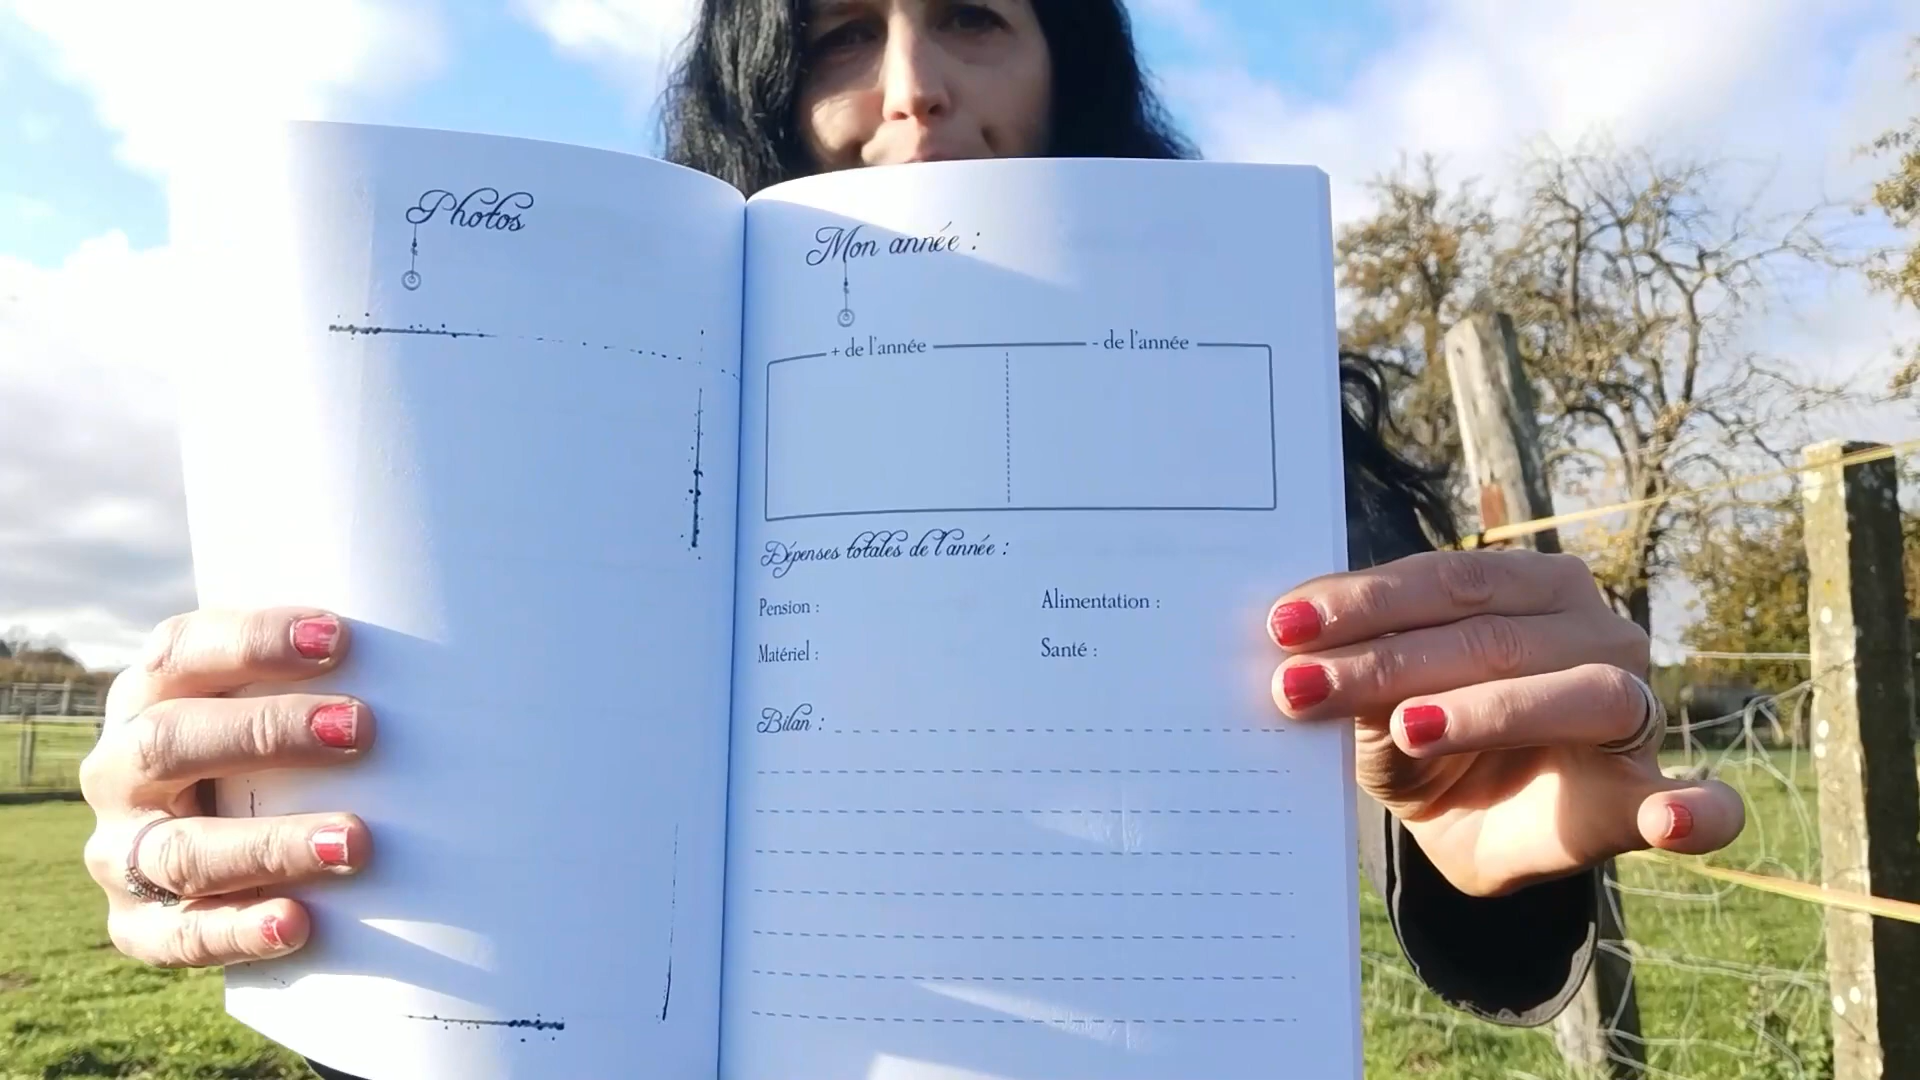 Photos
Mon année :
+ de l'année - de l'année
Dépenses totales de l'année :
Pension : Alimentation :
Matériel : Santé :
Bilan :